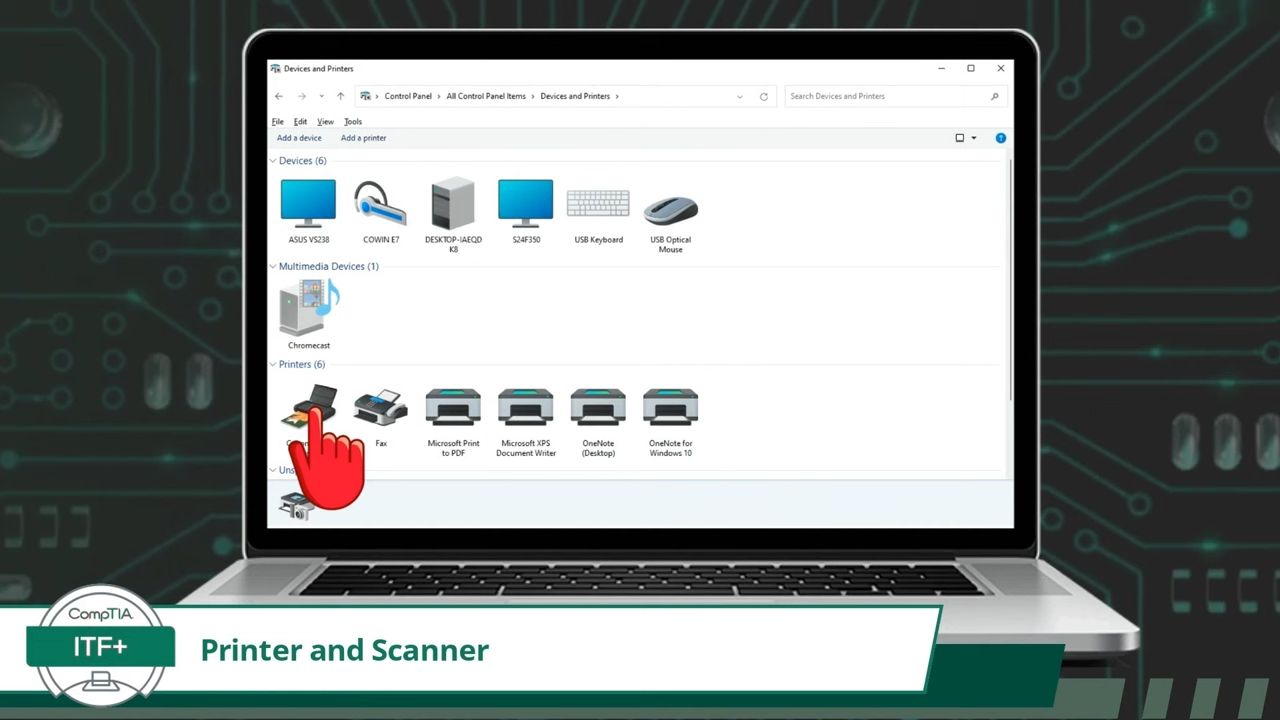 Devices and Printers
Control Panel › All Control Panel Items › Devices and Printers ›
Search Devices and Printers
File Edit View Tools
Add a device Add a printer
Devices (6)
ASUS VS238
COWIN E7
DESKTOP-IAEQD
K8
S24F350
USB Keyboard
USB Optical
Mouse
Multimedia Devices (1)
Chromecast
Printers (6)
Fax
Microsoft Print
to PDF
Microsoft XPS
Document Writer
OneNote
(Desktop)
OneNote for
Windows 10
CompTIA
ITF+
Printer and Scanner